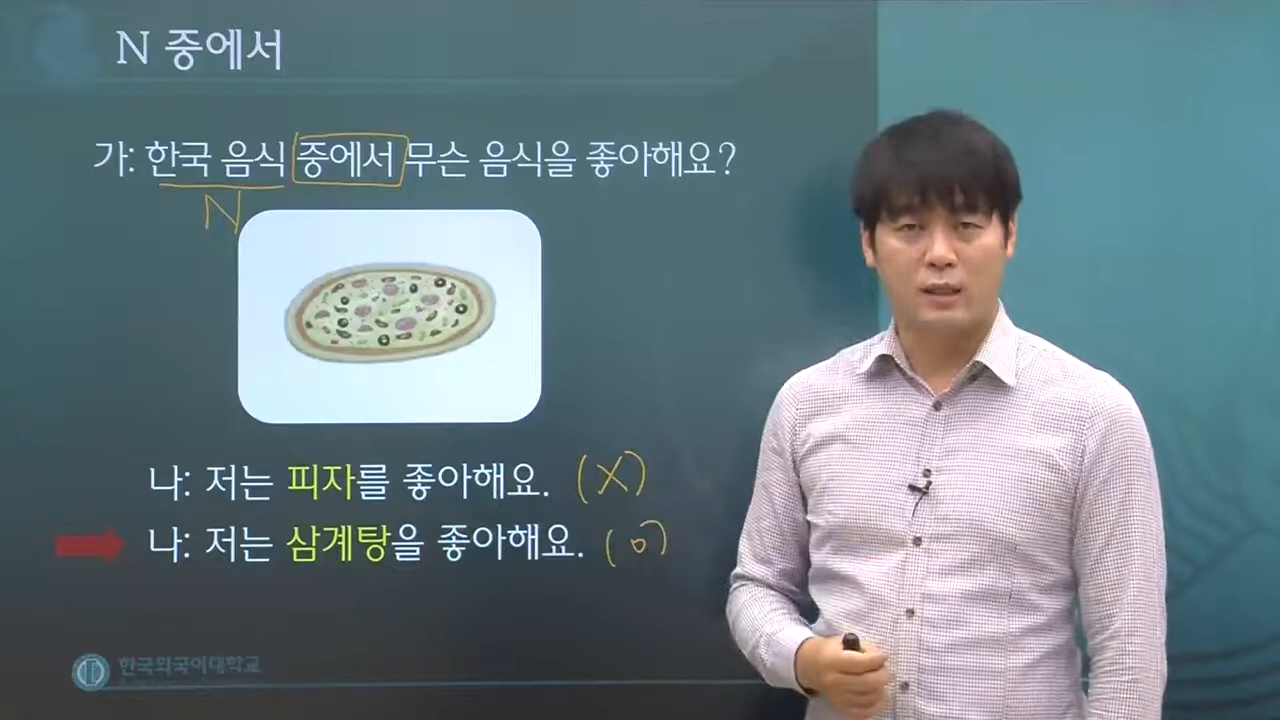 N 중에서
가: 한국 음식 중에서 무슨 음식을 좋아해요?
N
나: 저는 피자를 좋아해요. (X)
나: 저는 삼계탕을 좋아해요. (O)
한국외국어대학교